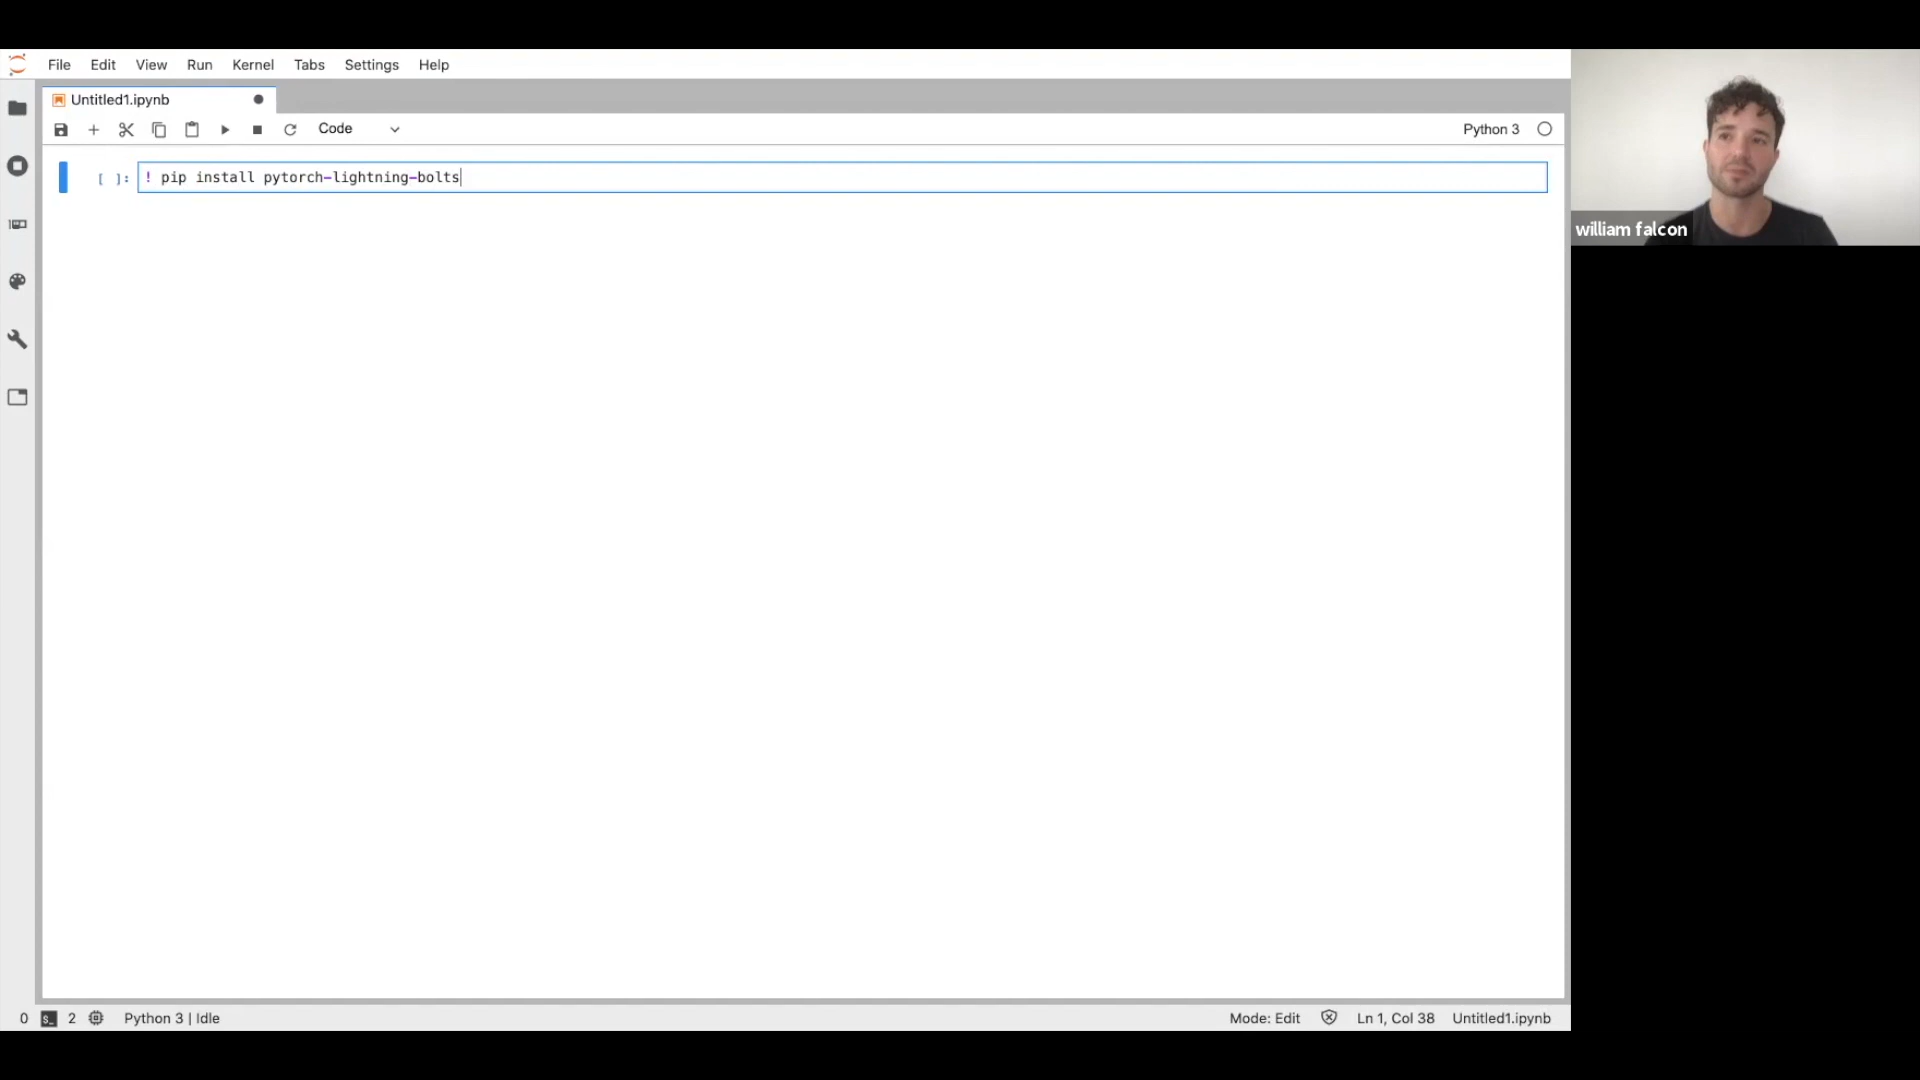 File Edit View Run Kernel Tabs Settings Help
Untitled1.ipynb
Code
Python 3
[ ]: ! pip install pytorch-lightning-bolts
william falcon
0 $_ 2 Python 3 | Idle
Mode: Edit Ln 1, Col 38 Untitled1.ipynb